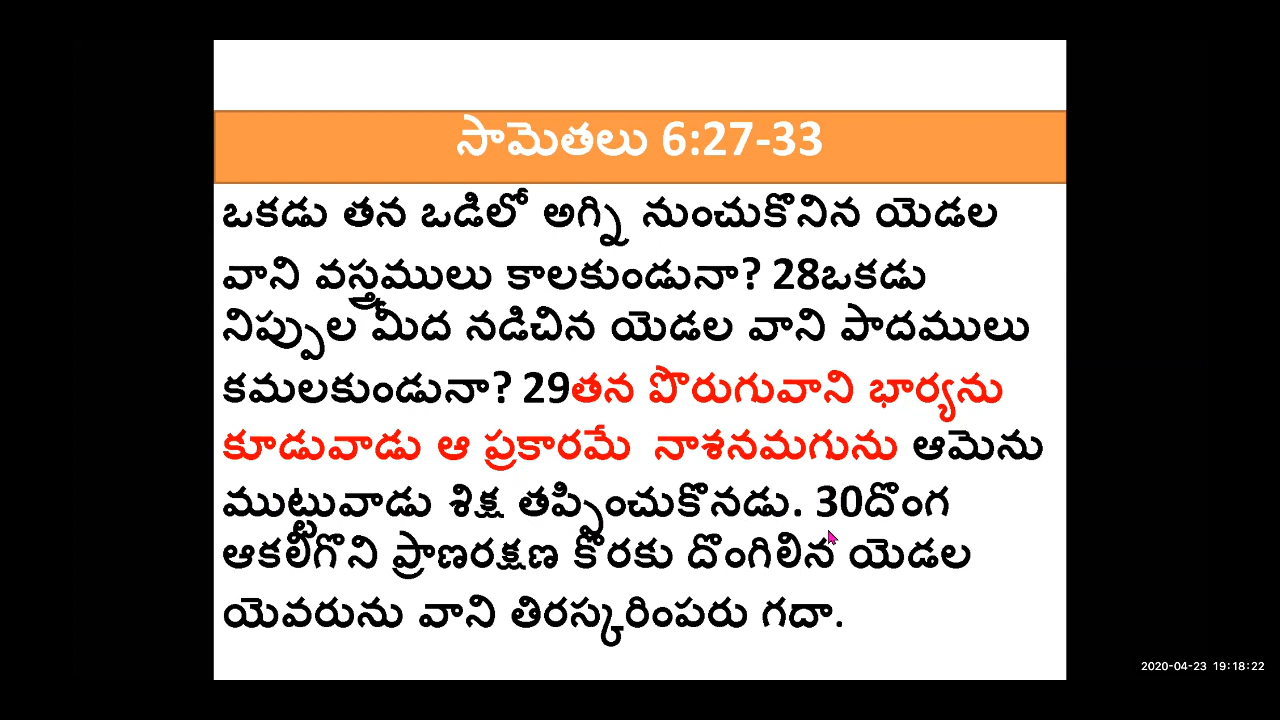 సామెతలు 6:27-33
ఒకడు తన ఒడిలో అగ్ని నుంచుకొనిన యెడల
వాని వస్త్రములు కాలకుండునా? 28ఒకడు
నిప్పుల మీద నడిచిన యెడల వాని పాదములు
కమలకుండునా? 29తన పొరుగువాని భార్యను
కూడువాడు ఆ ప్రకారమే నాశనమగును ఆమెను
ముట్టువాడు శిక్ష తప్పించుకొనడు. 30దొంగ
ఆకలిగొని ప్రాణరక్షణ కొరకు దొంగిలిన యెడల
యెవరును వాని తిరస్కరింపరు గదా.
2020-04-23 19:18:22